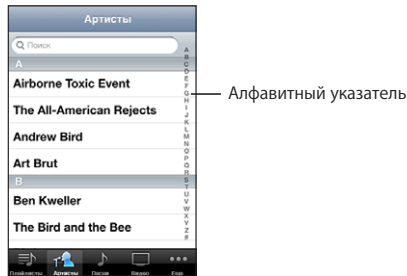 Артисты
Поиск
A
Airborne Toxic Event
The All-American Rejects
Andrew Bird
Art Brut
B
Ben Kweller
The Bird and the Bee
A
B
C
D
E
F
G
H
I
J
K
L
M
N
O
P
Q
R
S
T
U
V
W
X
Y
Z
#
Алфавитный указатель
Плейлисты Артисты Песни Видео Еще